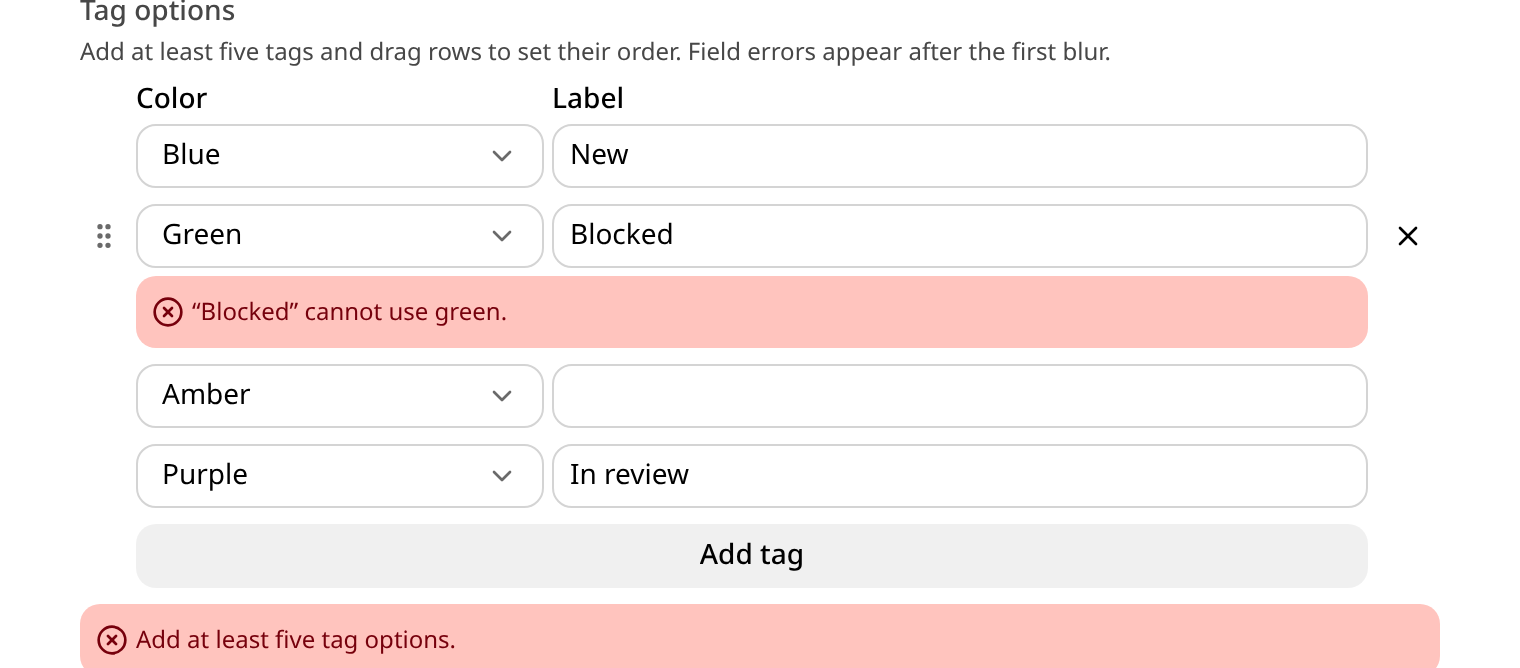 Tag options
Add at least five tags and drag rows to set their order. Field errors appear after the first blur.
Color Label
Blue New
Green Blocked
“Blocked” cannot use green.
Amber
Purple In review
Add tag
Add at least five tag options.